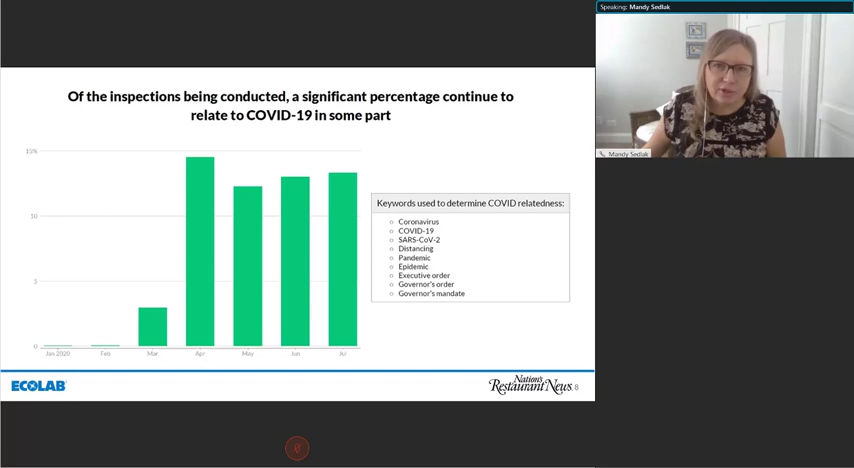 Speaking: Mandy Sedlak
Mandy Sedlak
Of the inspections being conducted, a significant percentage continue to
relate to COVID-19 in some part
15%
10
5
0
Jan 2020 Feb Mar Apr May Jun Jul
Keywords used to determine COVID relatedness:
Coronavirus
COVID-19
SARS-CoV-2
Distancing
Pandemic
Epidemic
Executive order
Governor's order
Governor's mandate
ECOLAB
Nation's
Restaurant News 8